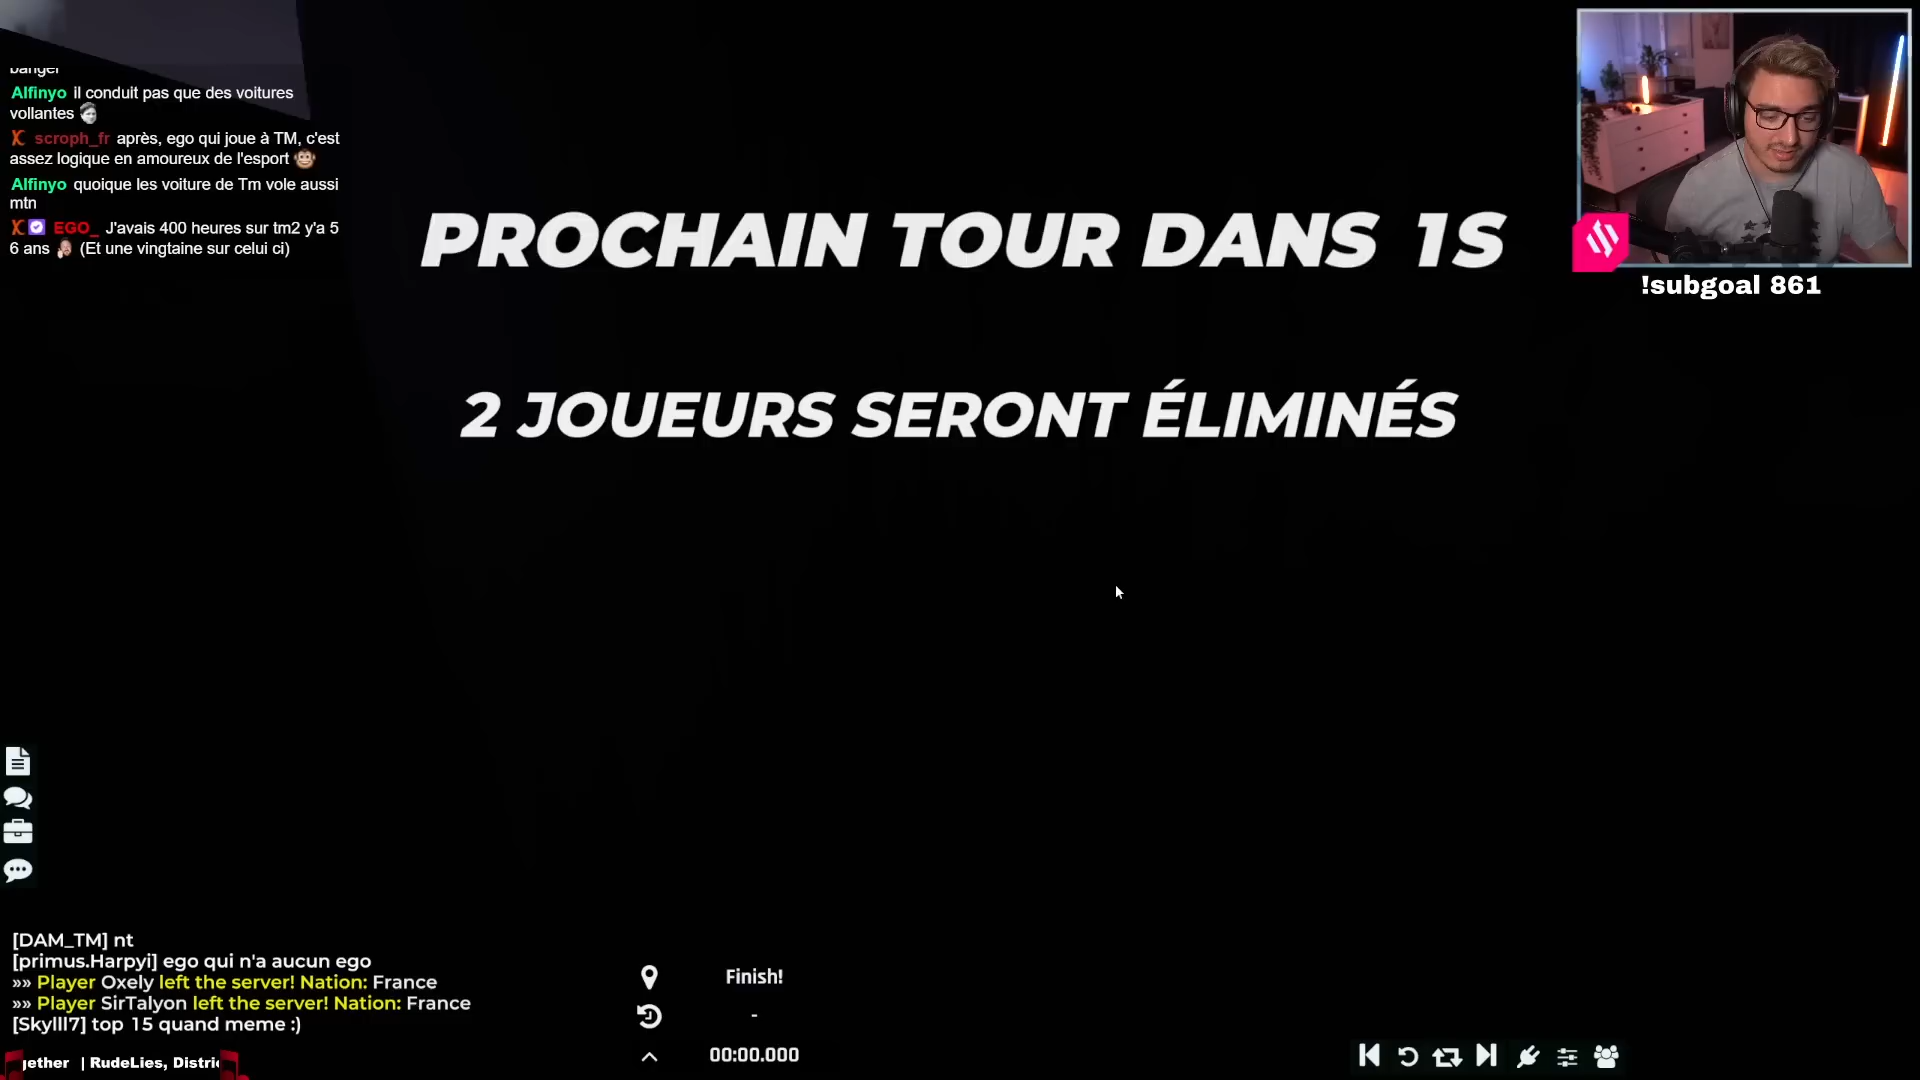 banger
Alfinyo il conduit pas que des voitures
vollantes
scroph_fr après, ego qui joue à TM, c'est
assez logique en amoureux de l'esport
Alfinyo quoique les voiture de Tm vole aussi
mtn
EGO_ J'avais 400 heures sur tm2 y'a 5
6 ans (Et une vingtaine sur celui ci)
PROCHAIN TOUR DANS 1S
2 JOUEURS SERONT ÉLIMINÉS
!subgoal 861
[DAM_TM] nt
[primus.Harpyi] ego qui n'a aucun ego
»» Player Oxely left the server! Nation: France
»» Player SirTalyon left the server! Nation: France
[Skylll7] top 15 quand meme :)
gether | RudeLies, Distri
Finish!
-
00:00.000